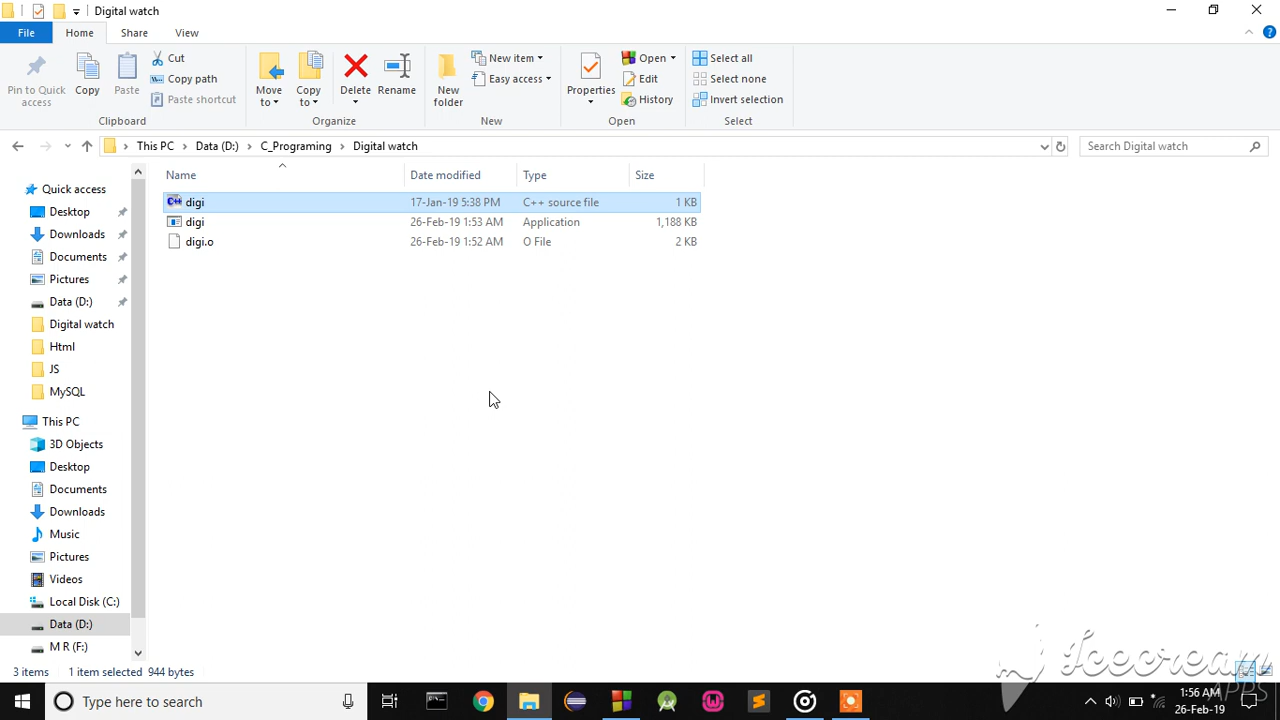 Digital watch
File Home Share View
Pin to Quick access
Copy
Paste
Cut
Copy path
Paste shortcut
Clipboard
Move to
Copy to
Delete
Rename
Organize
New folder
New item
Easy access
New
Properties
Open
Edit
History
Open
Select all
Select none
Invert selection
Select
This PC > Data (D:) > C_Programing > Digital watch
Search Digital watch
Name Date modified Type Size
digi 17-Jan-19 5:38 PM C++ source file 1 KB
digi 26-Feb-19 1:53 AM Application 1,188 KB
digi.o 26-Feb-19 1:52 AM O File 2 KB
Quick access
Desktop
Downloads
Documents
Pictures
Data (D:)
Digital watch
Html
JS
MySQL
This PC
3D Objects
Desktop
Documents
Downloads
Music
Pictures
Videos
Local Disk (C:)
Data (D:)
M R (F:)
3 items 1 item selected 944 bytes
Icecream
APPS
Type here to search
1:56 AM
26-Feb-19